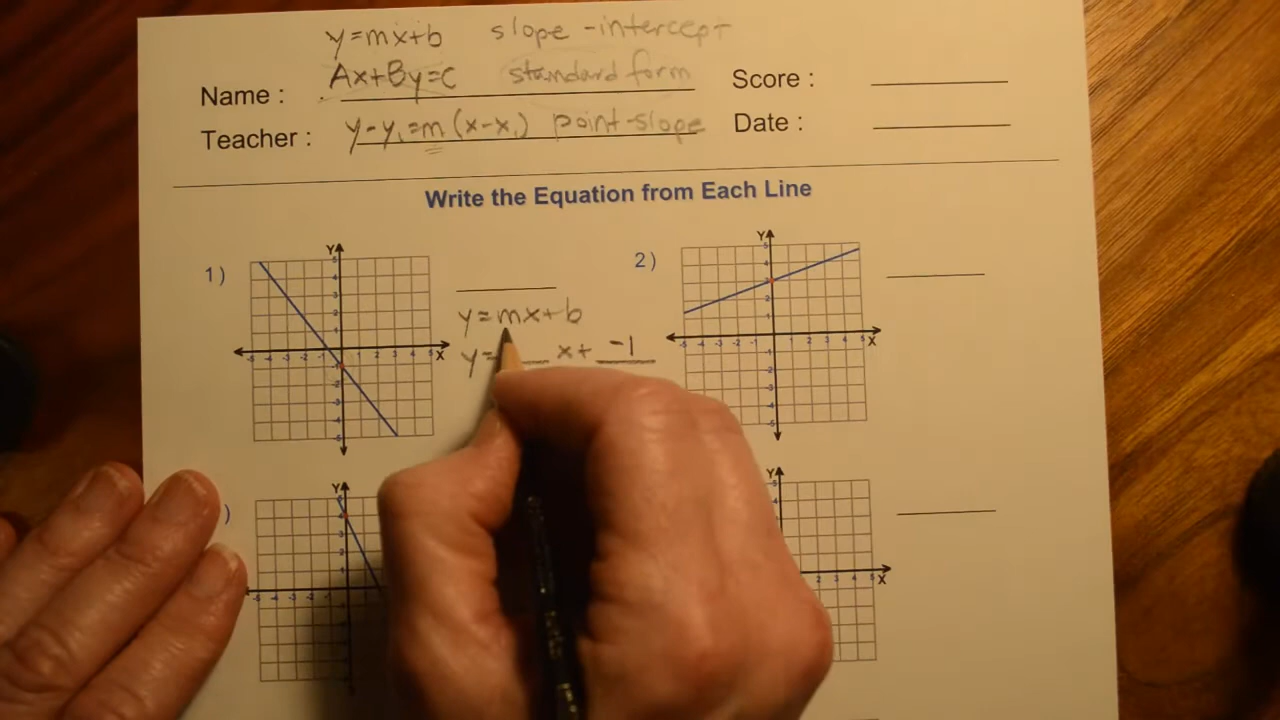 y=mx+b slope-intercept
Ax+By=C standard form
Name : Score :
Teacher : y-y₁=m(x-x₁) point-slope Date :
Write the Equation from Each Line
1) 2)
y=mx+b
y= x+ -1
)